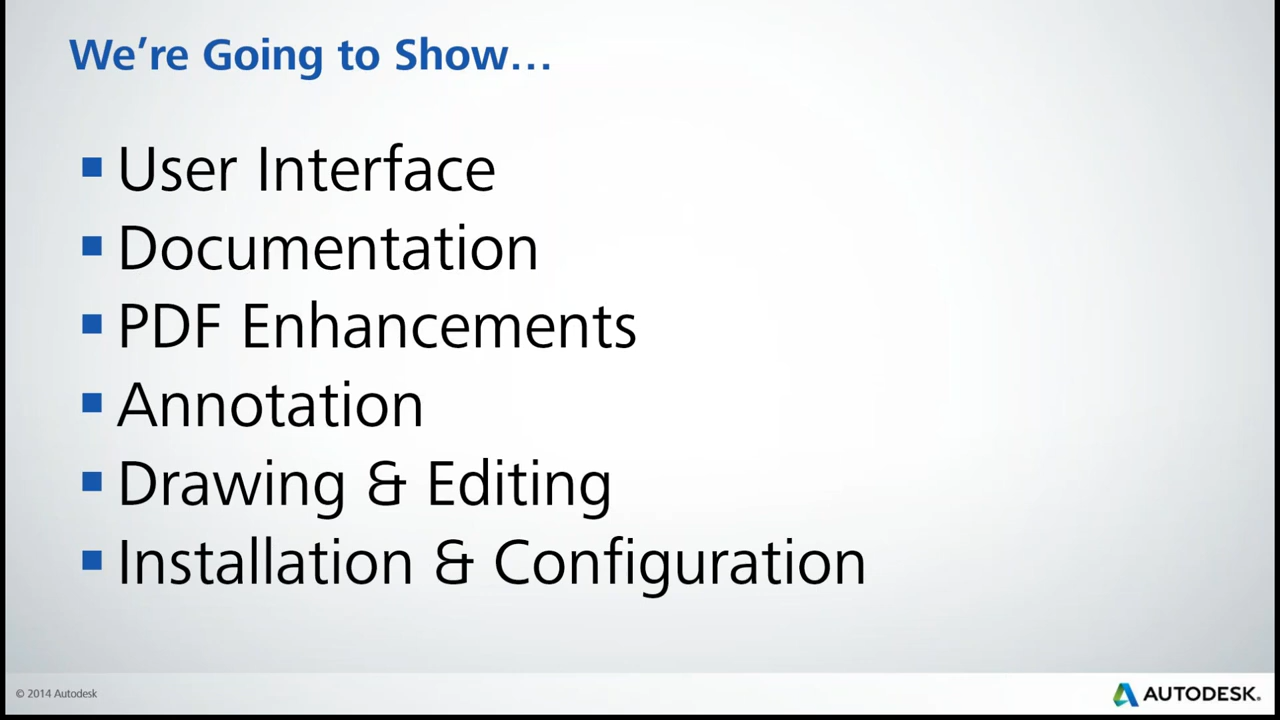 We're Going to Show…
User Interface
Documentation
PDF Enhancements
Annotation
Drawing & Editing
Installation & Configuration
© 2014 Autodesk
AUTODESK.